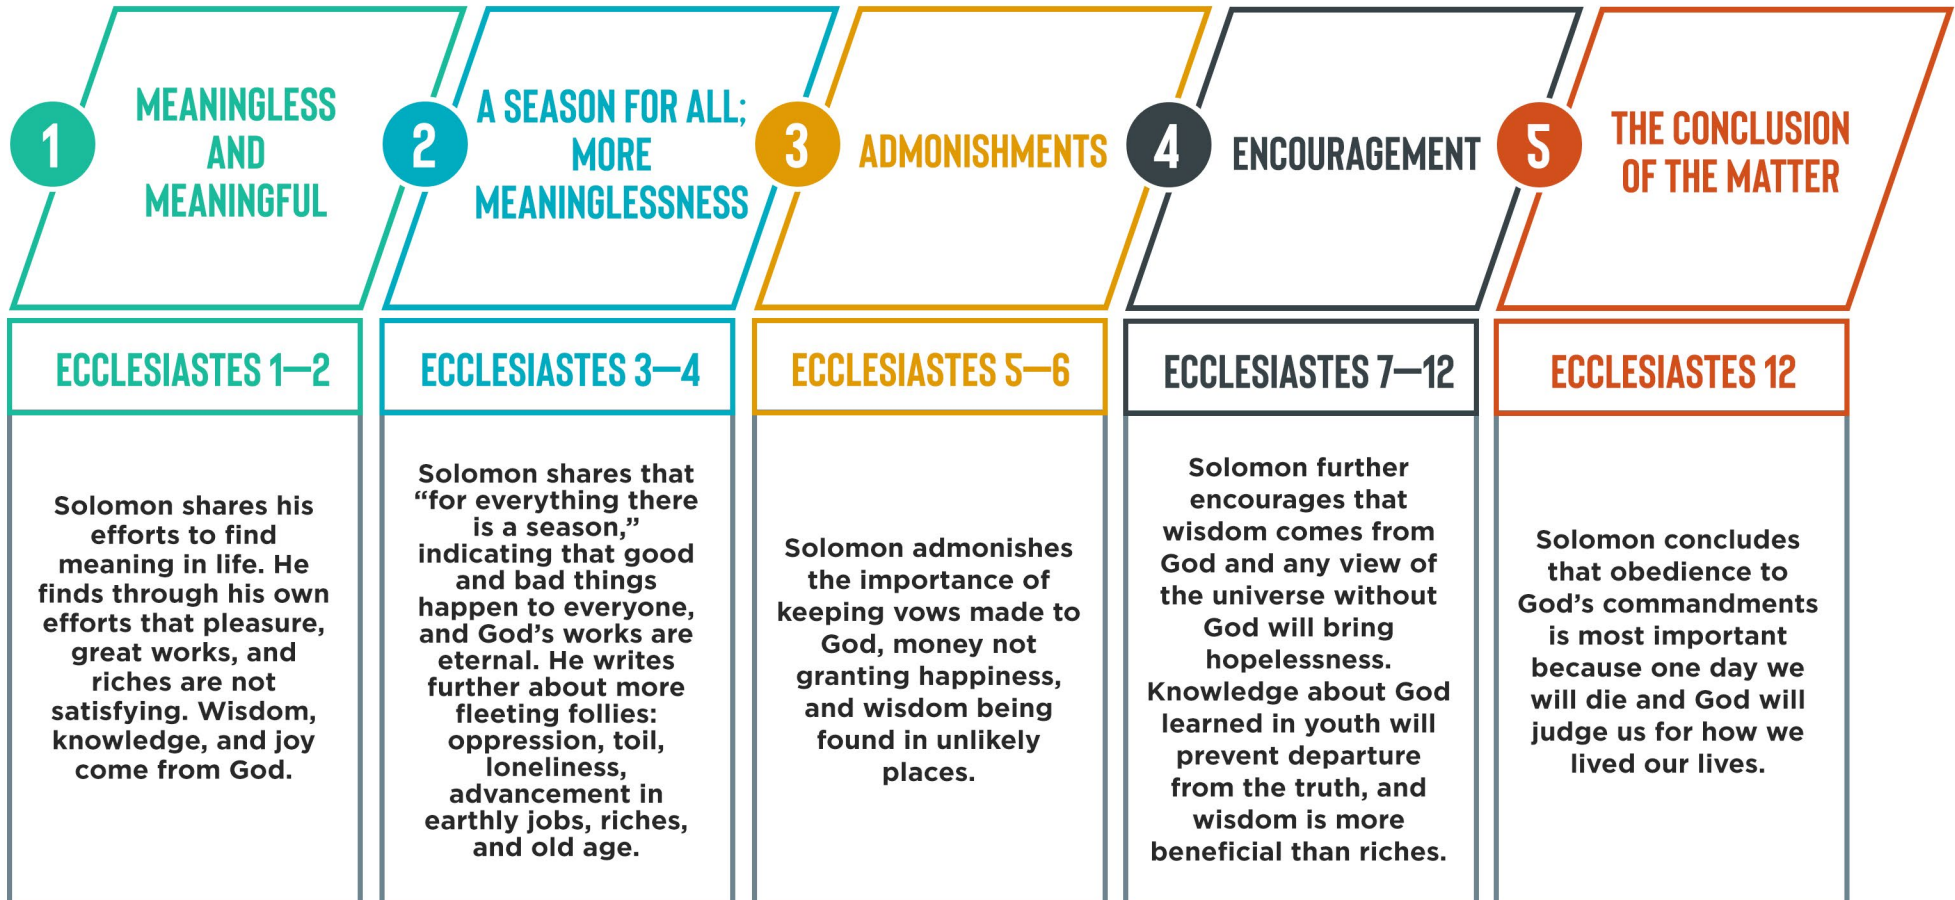 1
MEANINGLESS
AND
MEANINGFUL
ECCLESIASTES 1—2
Solomon shares his
efforts to find
meaning in life. He
finds through his own
efforts that pleasure,
great works, and
riches are not
satisfying. Wisdom,
knowledge, and joy
come from God.
2
A SEASON FOR ALL;
MORE
MEANINGLESSNESS
ECCLESIASTES 3—4
Solomon shares that
“for everything there
is a season,”
indicating that good
and bad things
happen to everyone,
and God’s works are
eternal. He writes
further about more
fleeting follies:
oppression, toil,
loneliness,
advancement in
earthly jobs, riches,
and old age.
3
ADMONISHMENTS
ECCLESIASTES 5—6
Solomon admonishes
the importance of
keeping vows made to
God, money not
granting happiness,
and wisdom being
found in unlikely
places.
4
ENCOURAGEMENT
ECCLESIASTES 7—12
Solomon further
encourages that
wisdom comes from
God and any view of
the universe without
God will bring
hopelessness.
Knowledge about God
learned in youth will
prevent departure
from the truth, and
wisdom is more
beneficial than riches.
5
THE CONCLUSION
OF THE MATTER
ECCLESIASTES 12
Solomon concludes
that obedience to
God’s commandments
is most important
because one day we
will die and God will
judge us for how we
lived our lives.